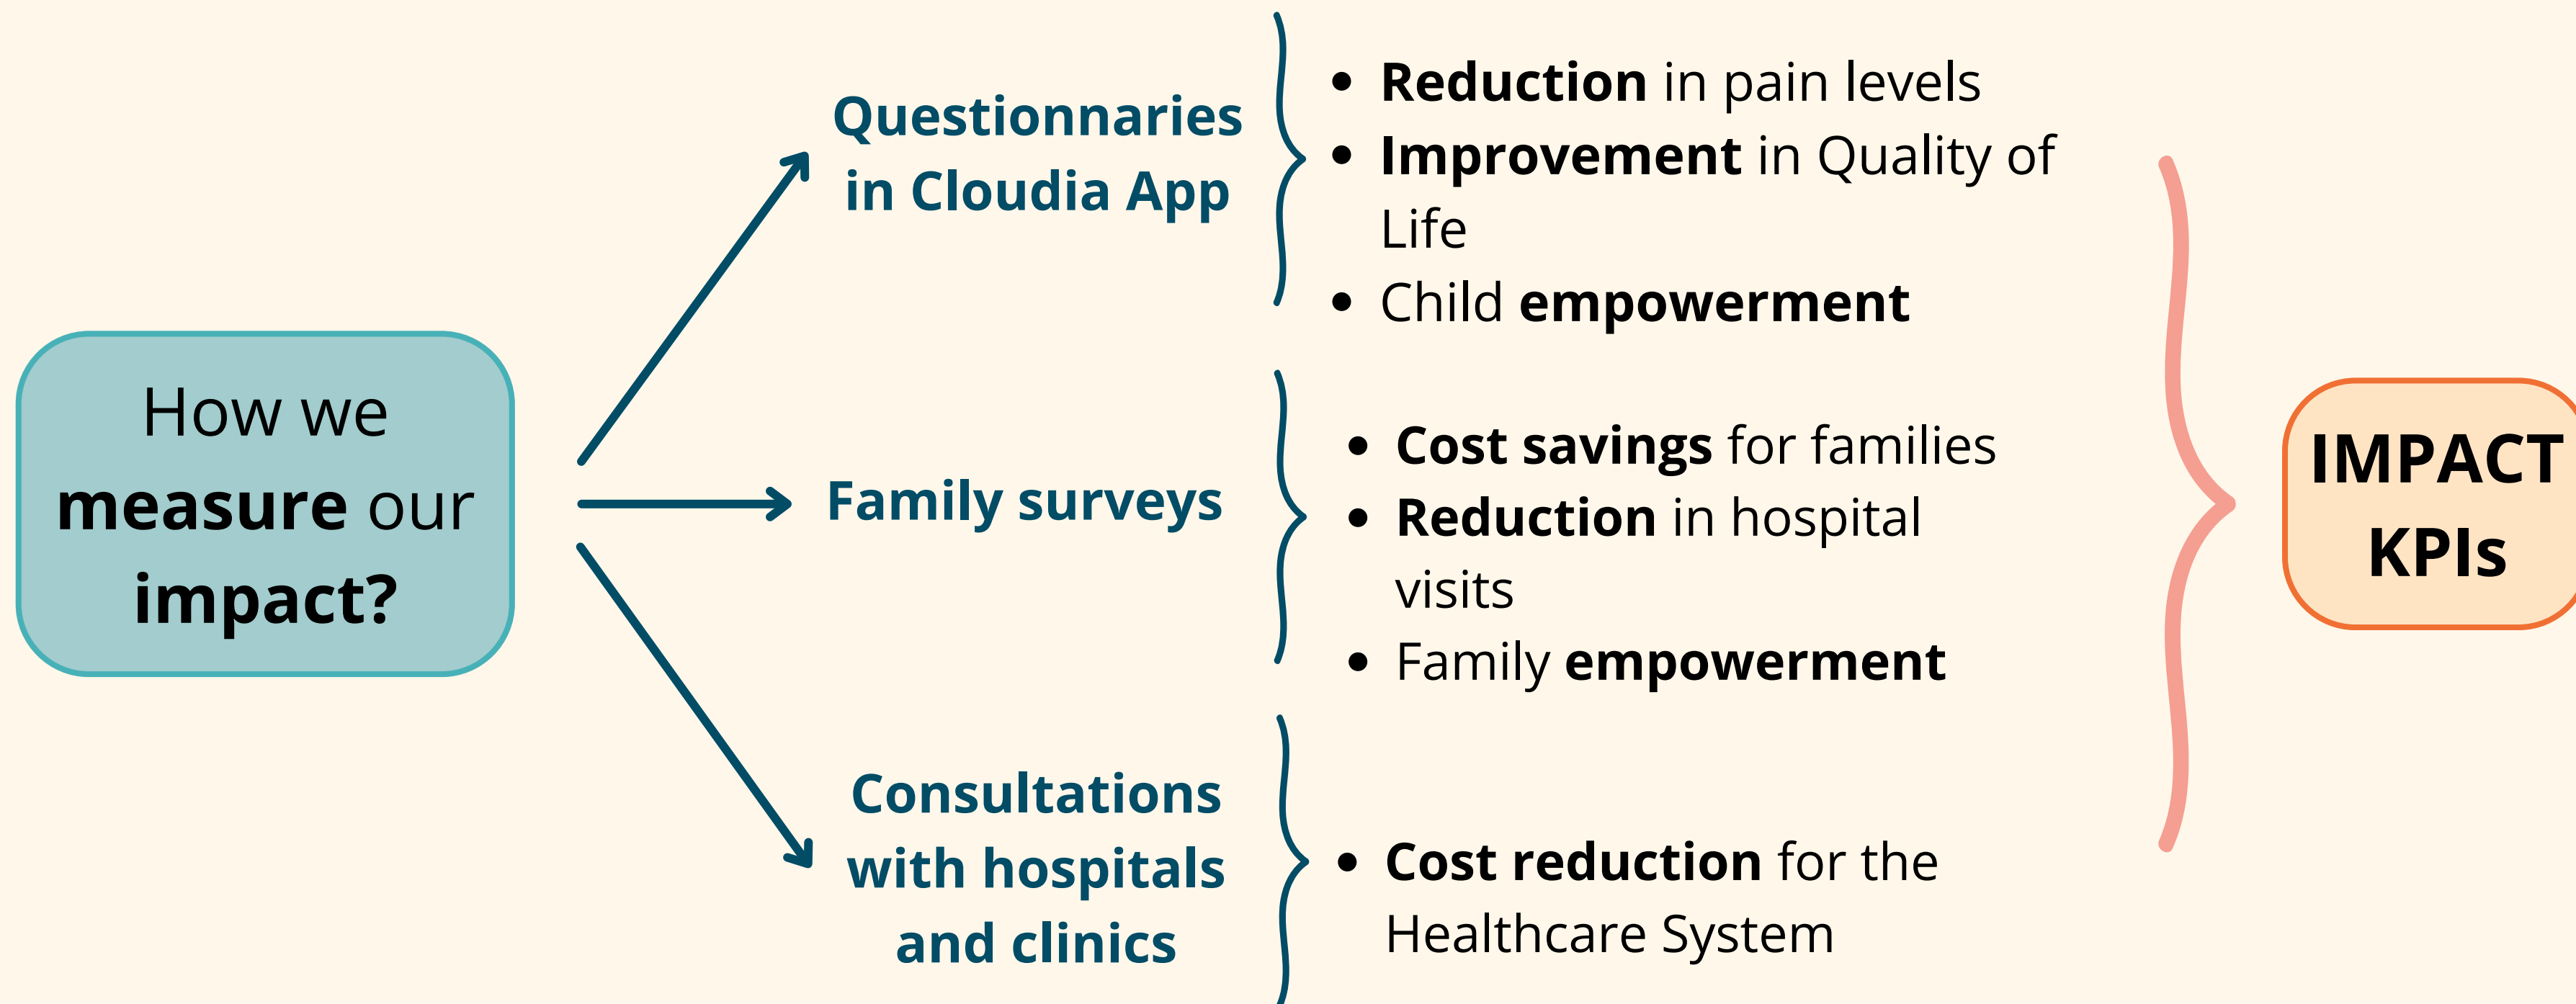 How we
measure our
impact?
Questionnaries
in Cloudia App
• Reduction in pain levels
• Improvement in Quality of
Life
• Child empowerment
Family surveys
• Cost savings for families
• Reduction in hospital
visits
• Family empowerment
Consultations
with hospitals
and clinics
• Cost reduction for the
Healthcare System
IMPACT
KPIs